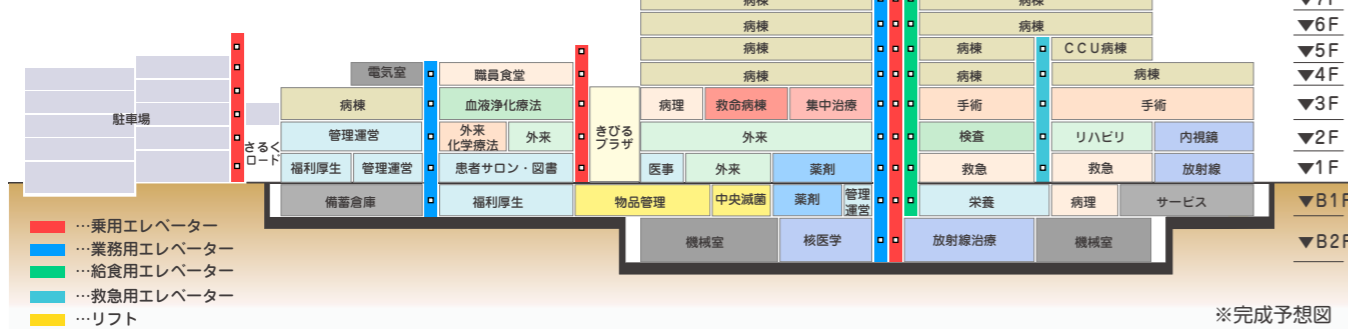 病棟 病棟 ▼7F
病棟 病棟 ▼6F
病棟 病棟 CCU病棟 ▼5F
電気室 職員食堂 病棟 病棟 病棟 ▼4F
病棟 血液浄化療法 病理 救命病棟 集中治療 手術 手術 ▼3F
駐車場
管理運営 外来化学療法 外来 きびるプラザ 外来 検査 リハビリ 内視鏡 ▼2F
さるくロード
福利厚生 管理運営 患者サロン・図書 医事 外来 薬剤 救急 救急 放射線 ▼1F
備蓄倉庫 福利厚生 物品管理 中央滅菌 薬剤 管理運営 栄養 病理 サービス ▼B1F
機械室 核医学 放射線治療 機械室 ▼B2F
…乗用エレベーター
…業務用エレベーター
…給食用エレベーター
…救急用エレベーター
…リフト
※完成予想図